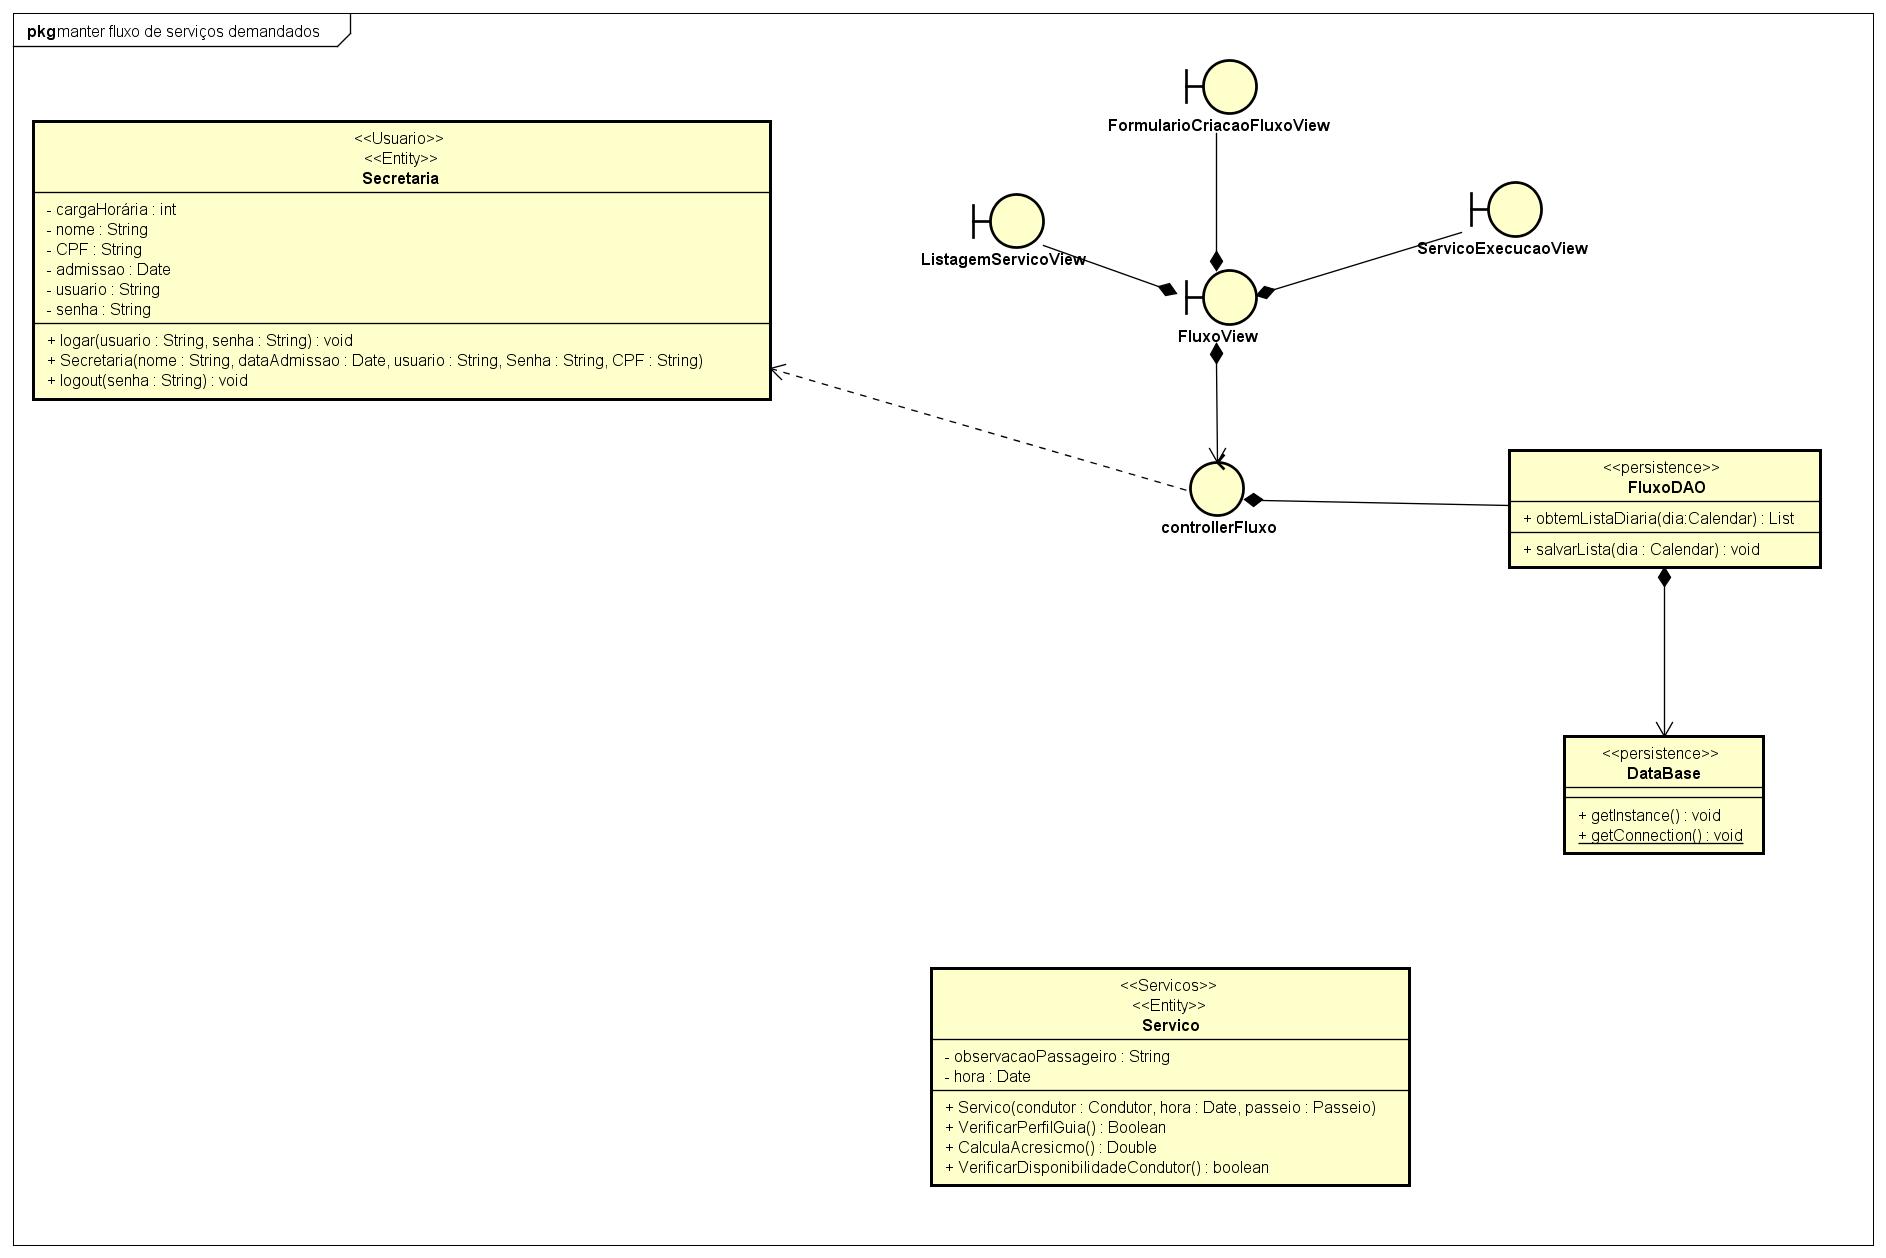 pkg manter fluxo de serviços demandados
FormularioCriacaoFluxoView
<<Usuario>>
<<Entity>>
Secretaria
- cargaHorária : int
- nome : String
- CPF : String
- admissao : Date
- usuario : String
- senha : String
+ logar(usuario : String, senha : String) : void
+ Secretaria(nome : String, dataAdmissao : Date, usuario : String, Senha : String, CPF : String)
+ logout(senha : String) : void
ListagemServicoView
ServicoExecucaoView
FluxoView
controllerFluxo
<<persistence>>
FluxoDAO
+ obtemListaDiaria(dia:Calendar) : List
+ salvarLista(dia : Calendar) : void
<<persistence>>
DataBase
+ getInstance() : void
+ getConnection() : void
<<Servicos>>
<<Entity>>
Servico
- observacaoPassageiro : String
- hora : Date
+ Servico(condutor : Condutor, hora : Date, passeio : Passeio)
+ VerificarPerfilGuia() : Boolean
+ CalculaAcresicmo() : Double
+ VerificarDisponibilidadeCondutor() : boolean